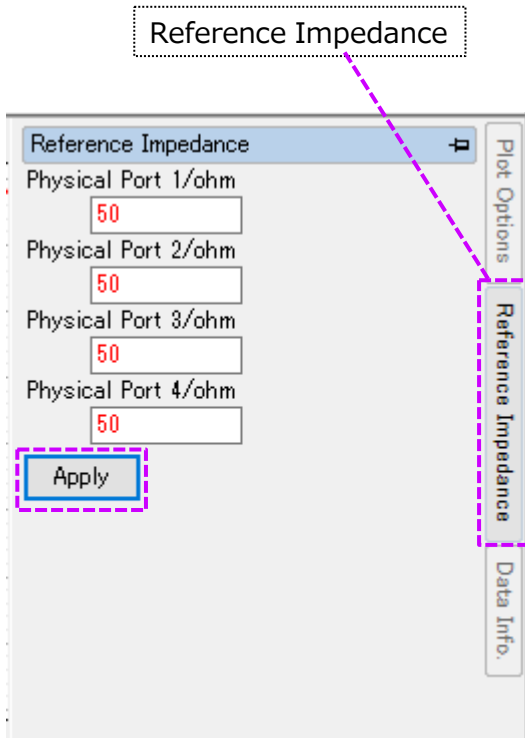 Reference Impedance
Reference Impedance
Physical Port 1/ohm
50
Physical Port 2/ohm
50
Physical Port 3/ohm
50
Physical Port 4/ohm
50
Apply
Plot Options
Reference Impedance
Data Info.